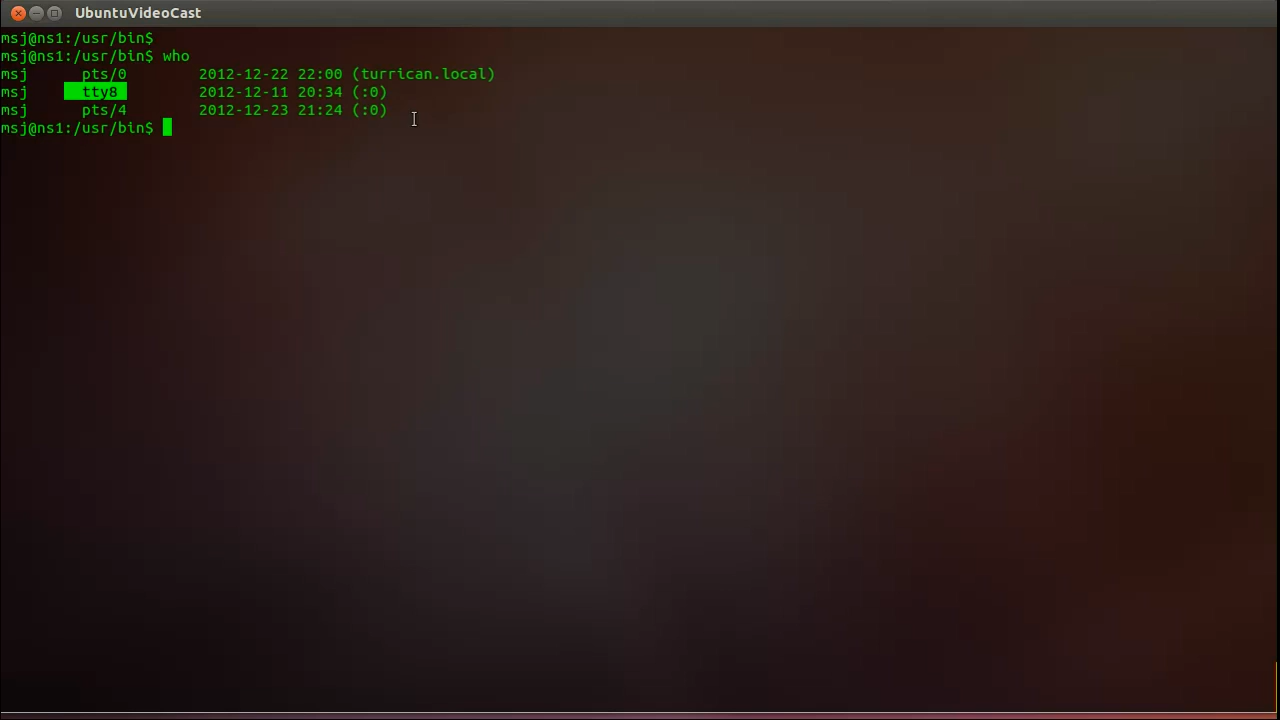 UbuntuVideoCast
msj@ns1:/usr/bin$
msj@ns1:/usr/bin$ who
msj      pts/0        2012-12-22 22:00 (turrican.local)
msj      tty8         2012-12-11 20:34 (:0)
msj      pts/4        2012-12-23 21:24 (:0)
msj@ns1:/usr/bin$